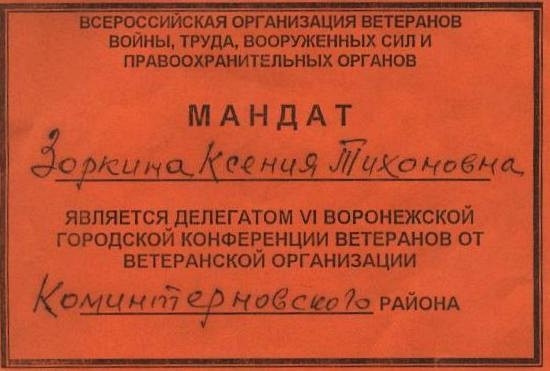 ВСЕРОССИЙСКАЯ ОРГАНИЗАЦИЯ ВЕТЕРАНОВ
ВОЙНЫ, ТРУДА, ВООРУЖЕННЫХ СИЛ И
ПРАВООХРАНИТЕЛЬНЫХ ОРГАНОВ
МАНДАТ
Зоркина Ксения Тихоновна
ЯВЛЯЕТСЯ ДЕЛЕГАТОМ VI ВОРОНЕЖСКОЙ
ГОРОДСКОЙ КОНФЕРЕНЦИИ ВЕТЕРАНОВ ОТ
ВЕТЕРАНСКОЙ ОРГАНИЗАЦИИ
Коминтерновского РАЙОНА